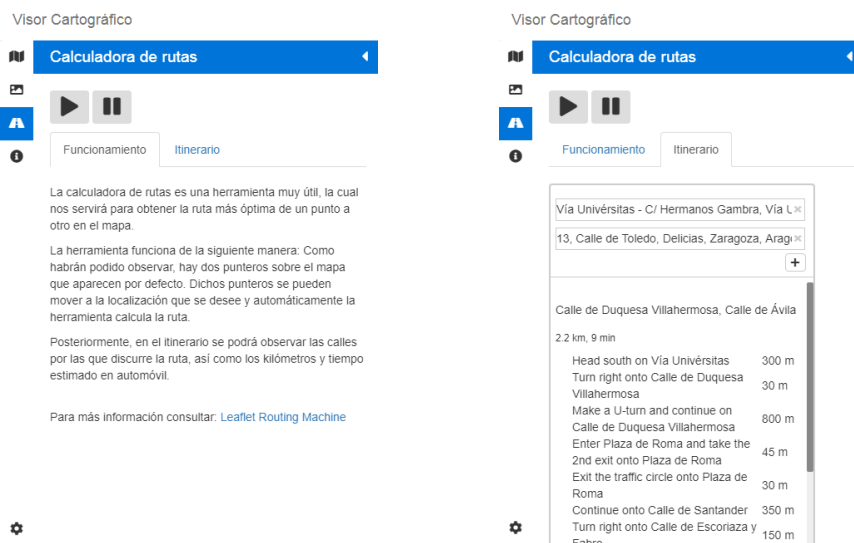 Visor Cartográfico
Calculadora de rutas
Funcionamiento
Itinerario
La calculadora de rutas es una herramienta muy útil, la cual
nos servirá para obtener la ruta más óptima de un punto a
otro en el mapa.
La herramienta funciona de la siguiente manera: Como
habrán podido observar, hay dos punteros sobre el mapa
que aparecen por defecto. Dichos punteros se pueden
mover a la localización que se desee y automáticamente la
herramienta calcula la ruta.
Posteriormente, en el itinerario se podrá observar las calles
por las que discurre la ruta, así como los kilómetros y tiempo
estimado en automóvil.
Para más información consultar: Leaflet Routing Machine
Visor Cartográfico
Calculadora de rutas
Funcionamiento
Itinerario
Vía Univérsitas - C/ Hermanos Gambra, Vía
13, Calle de Toledo, Delicias, Zaragoza,
Calle de Duquesa Villahermosa, Calle de Ávila
2.2 km, 9 min
Head south on Vía Univérsitas 300 m
Turn right onto Calle de Duquesa
Villahermosa 30 m
Make a U-turn and continue on
Calle de Duquesa Villahermosa 800 m
Enter Plaza de Roma and take the
2nd exit onto Plaza de Roma 45 m
Exit the traffic circle onto Plaza de
Roma 30 m
Continue onto Calle de Santander 350 m
Turn right onto Calle de Escoriaza y 150 m